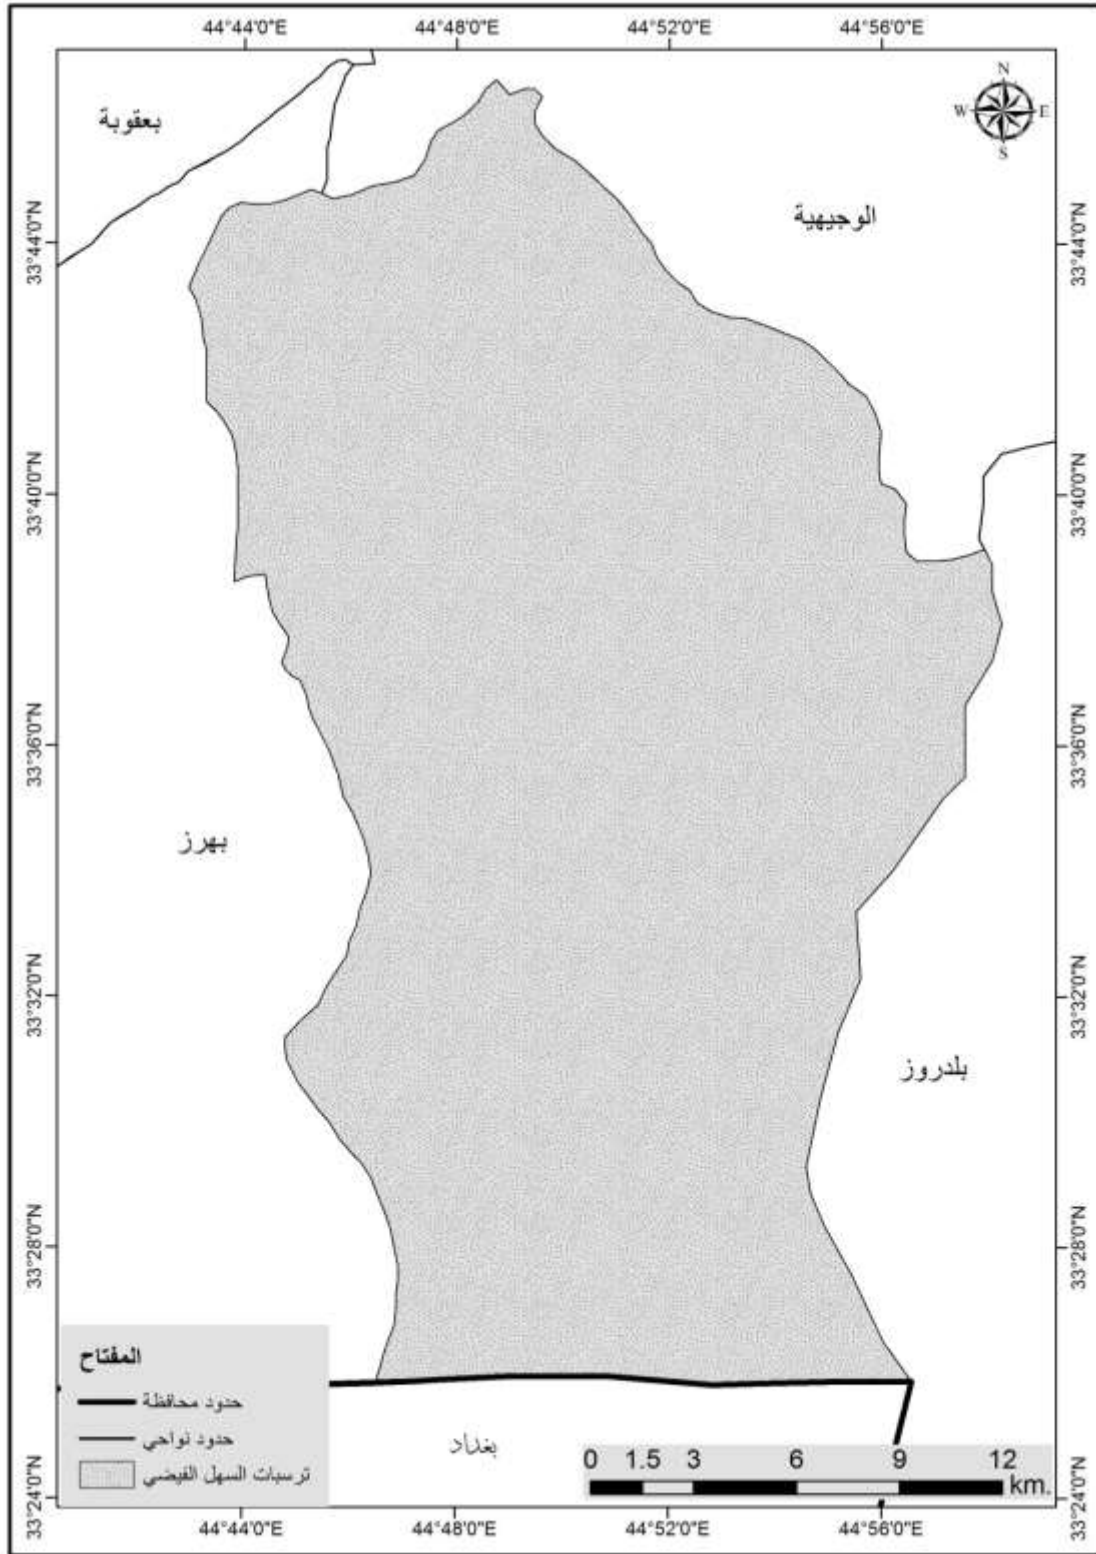 44°44'0"E
44°48'0"E
44°52'0"E
44°56'0"E
N
W
E
S
بعقوبة
الوجيهية
33°44'0"N
33°44'0"N
33°40'0"N
33°40'0"N
33°36'0"N
33°36'0"N
بهرز
33°32'0"N
33°32'0"N
بلدروز
33°28'0"N
33°28'0"N
المفتاح
حدود محافظة
حدود نواحي
ترسبات السهل الفيضي
بغداد
0 1.5 3 6 9 12
km.
33°24'0"N
33°24'0"N
44°44'0"E
44°48'0"E
44°52'0"E
44°56'0"E